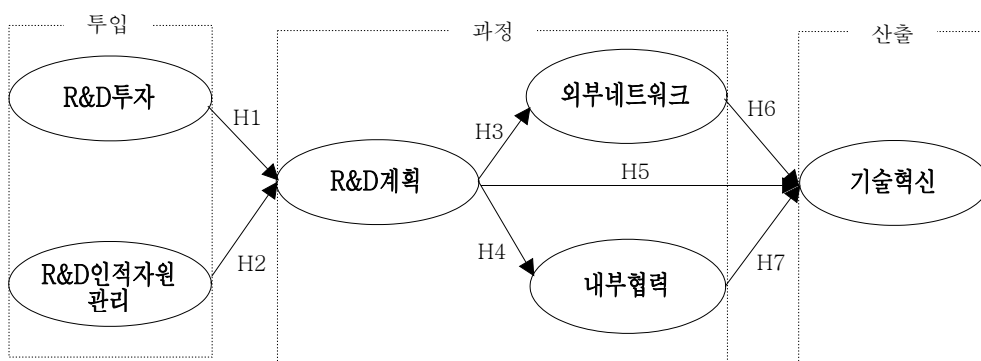 투입
과정
산출
R&D투자
외부네트워크
H1
H3
H6
R&D계획
H5
기술혁신
H2
H4
H7
R&D인적자원
관리
내부협력